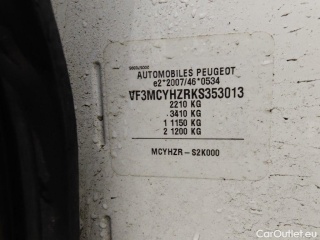 AUTOMOBILES PEUGEOT
e2*2007/46*0534
VF3MCYHZRKS353013
2210 KG
3410 KG
1 1150 KG
2 1200 KG
MCYHZR-S2K000
CarOutlet.eu